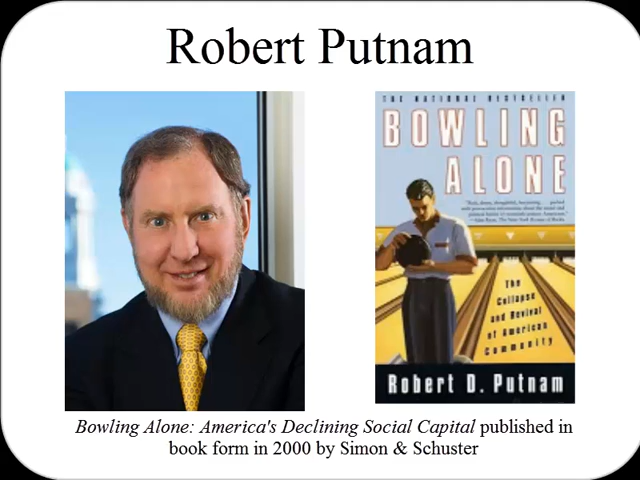 Robert Putnam
THE NATIONAL BESTSELLER
BOWLING
ALONE
The
Collapse
and Revival
of American
Community
Robert D. Putnam
Bowling Alone: America's Declining Social Capital published in
book form in 2000 by Simon & Schuster